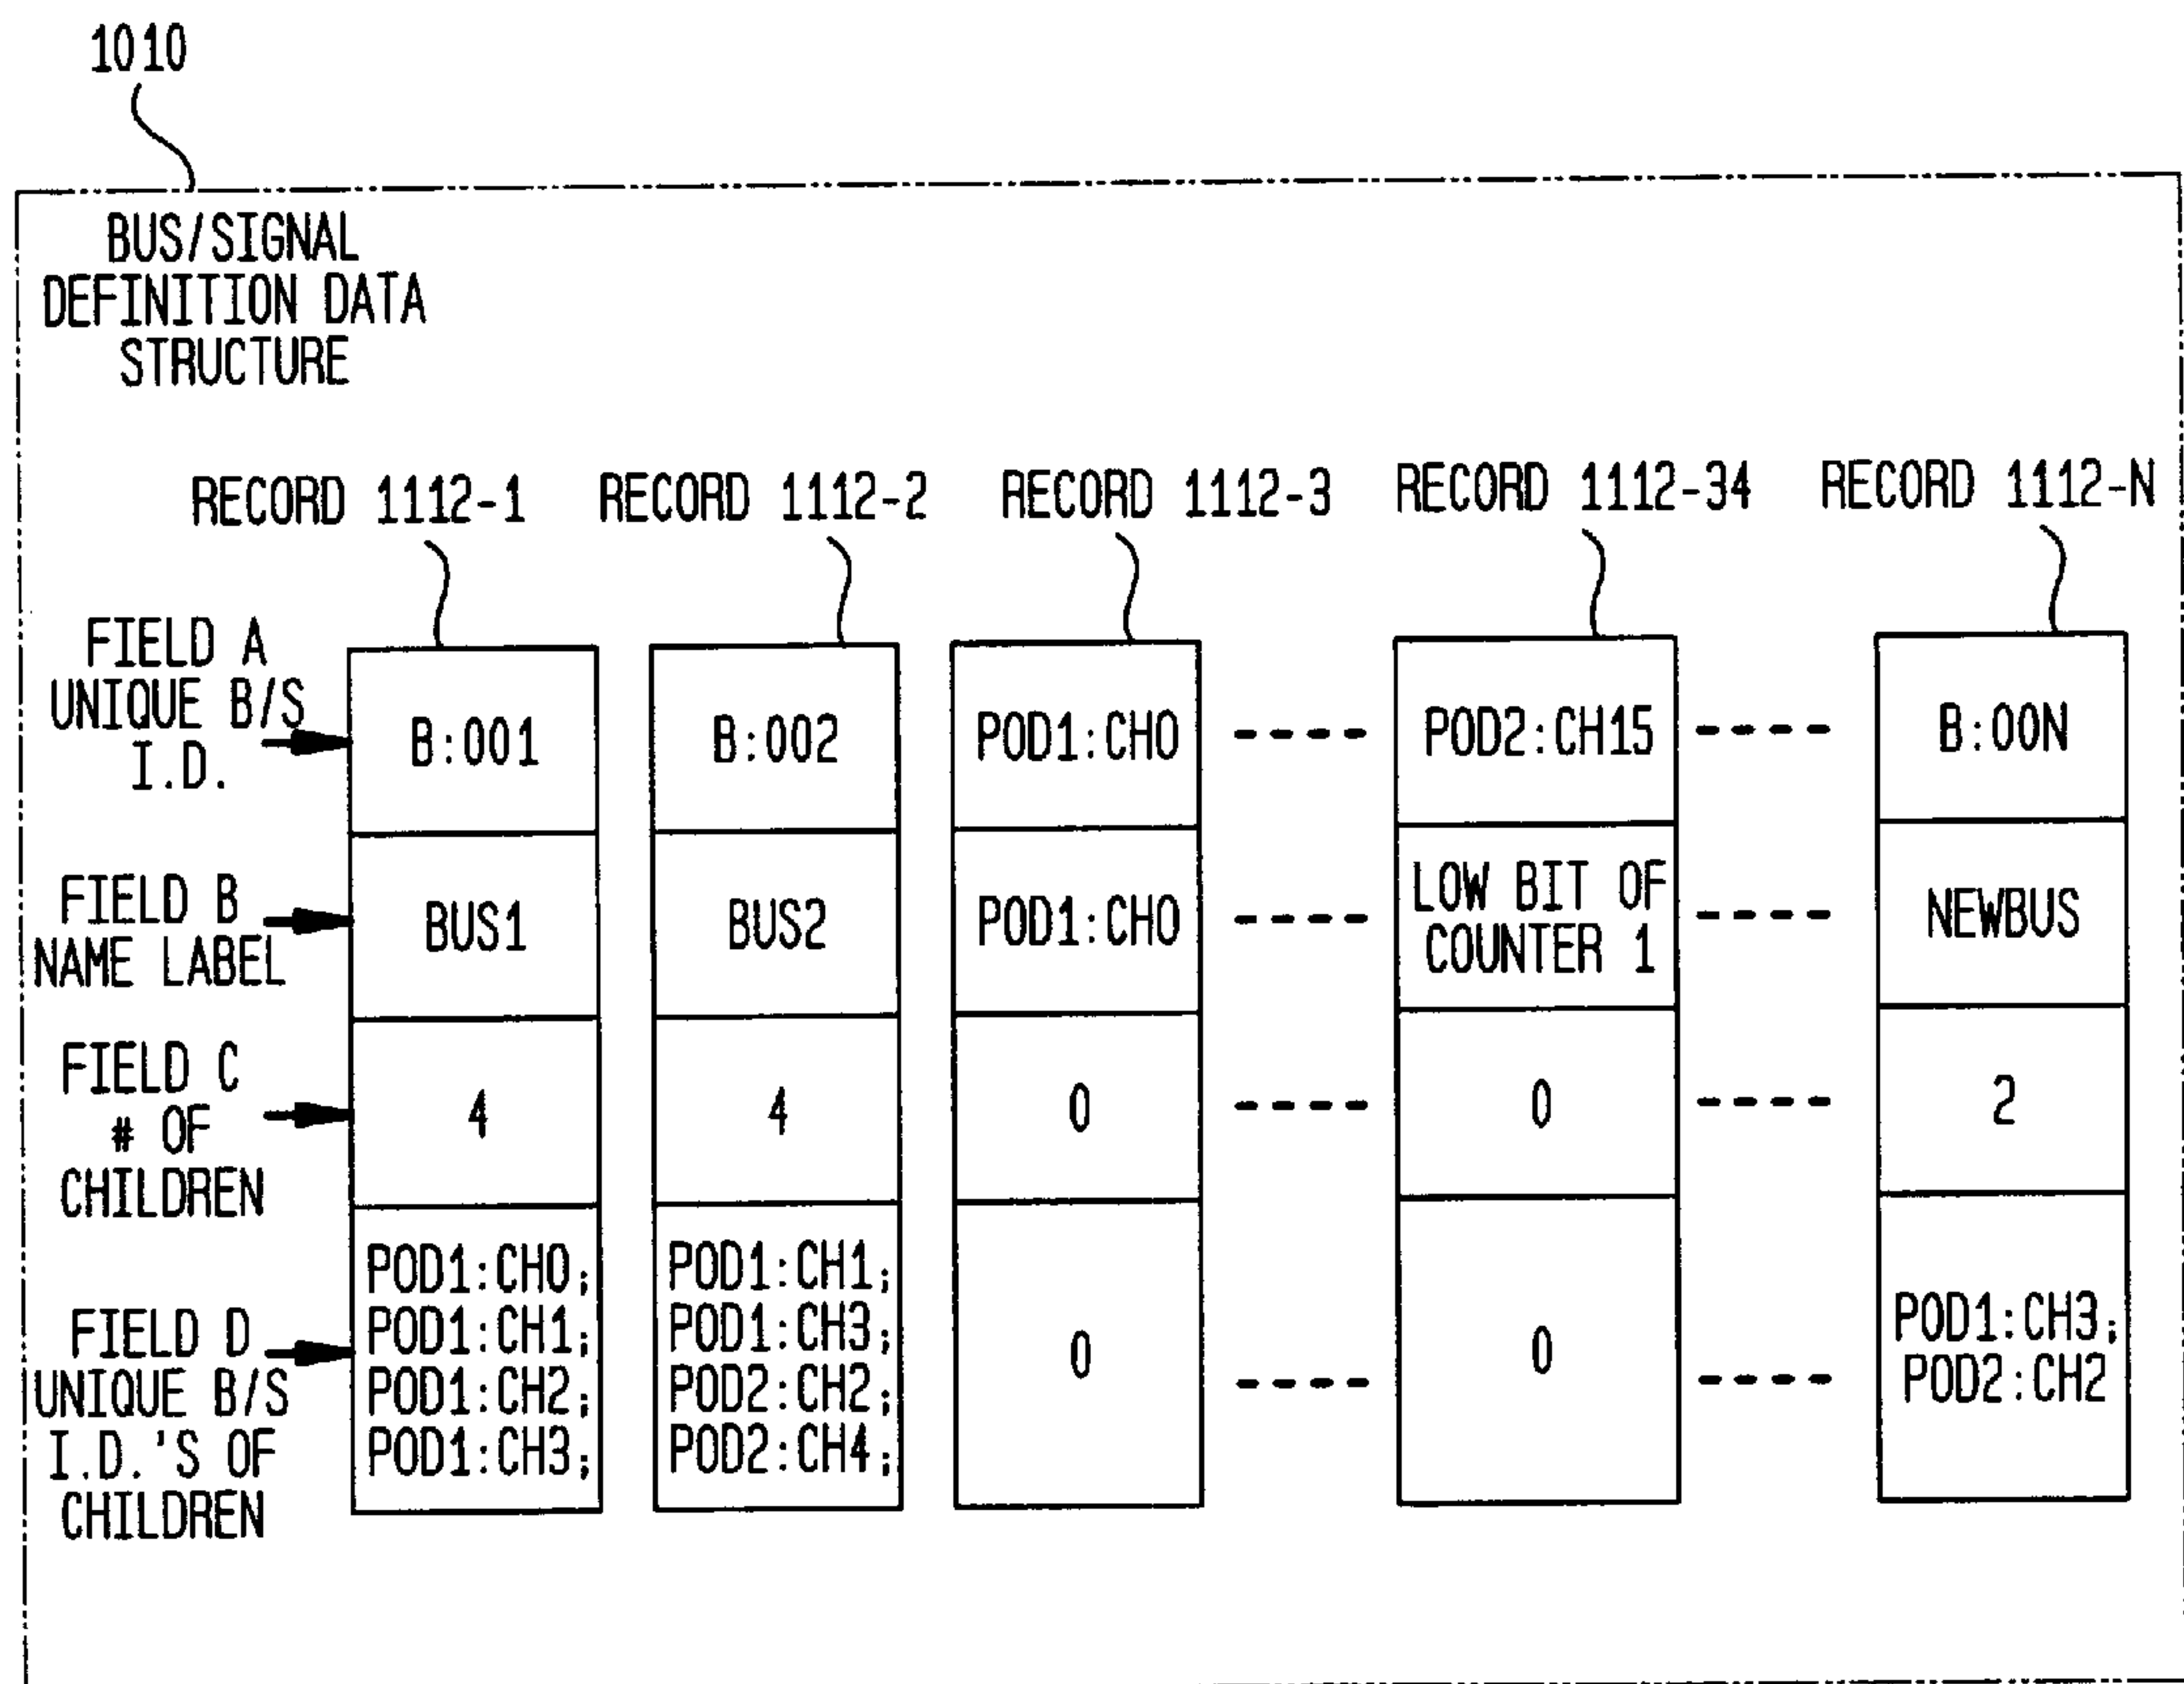 1010
BUS/SIGNAL
DEFINITION DATA
STRUCTURE
RECORD 1112-1
RECORD 1112-2
RECORD 1112-3
RECORD 1112-34
RECORD 1112-N
FIELD A
UNIQUE B/S
I.D.
B:001
B:002
POD1:CH0
POD2:CH15
B:00N
FIELD B
NAME LABEL
BUS1
BUS2
POD1:CH0
LOW BIT OF
COUNTER 1
NEWBUS
FIELD C
# OF
CHILDREN
4
4
0
0
2
FIELD D
UNIQUE B/S
I.D.'S OF
CHILDREN
POD1:CH0;
POD1:CH1;
POD1:CH2;
POD1:CH3;
POD1:CH1;
POD1:CH3;
POD2:CH2;
POD2:CH4;
0
0
POD1:CH3;
POD2:CH2